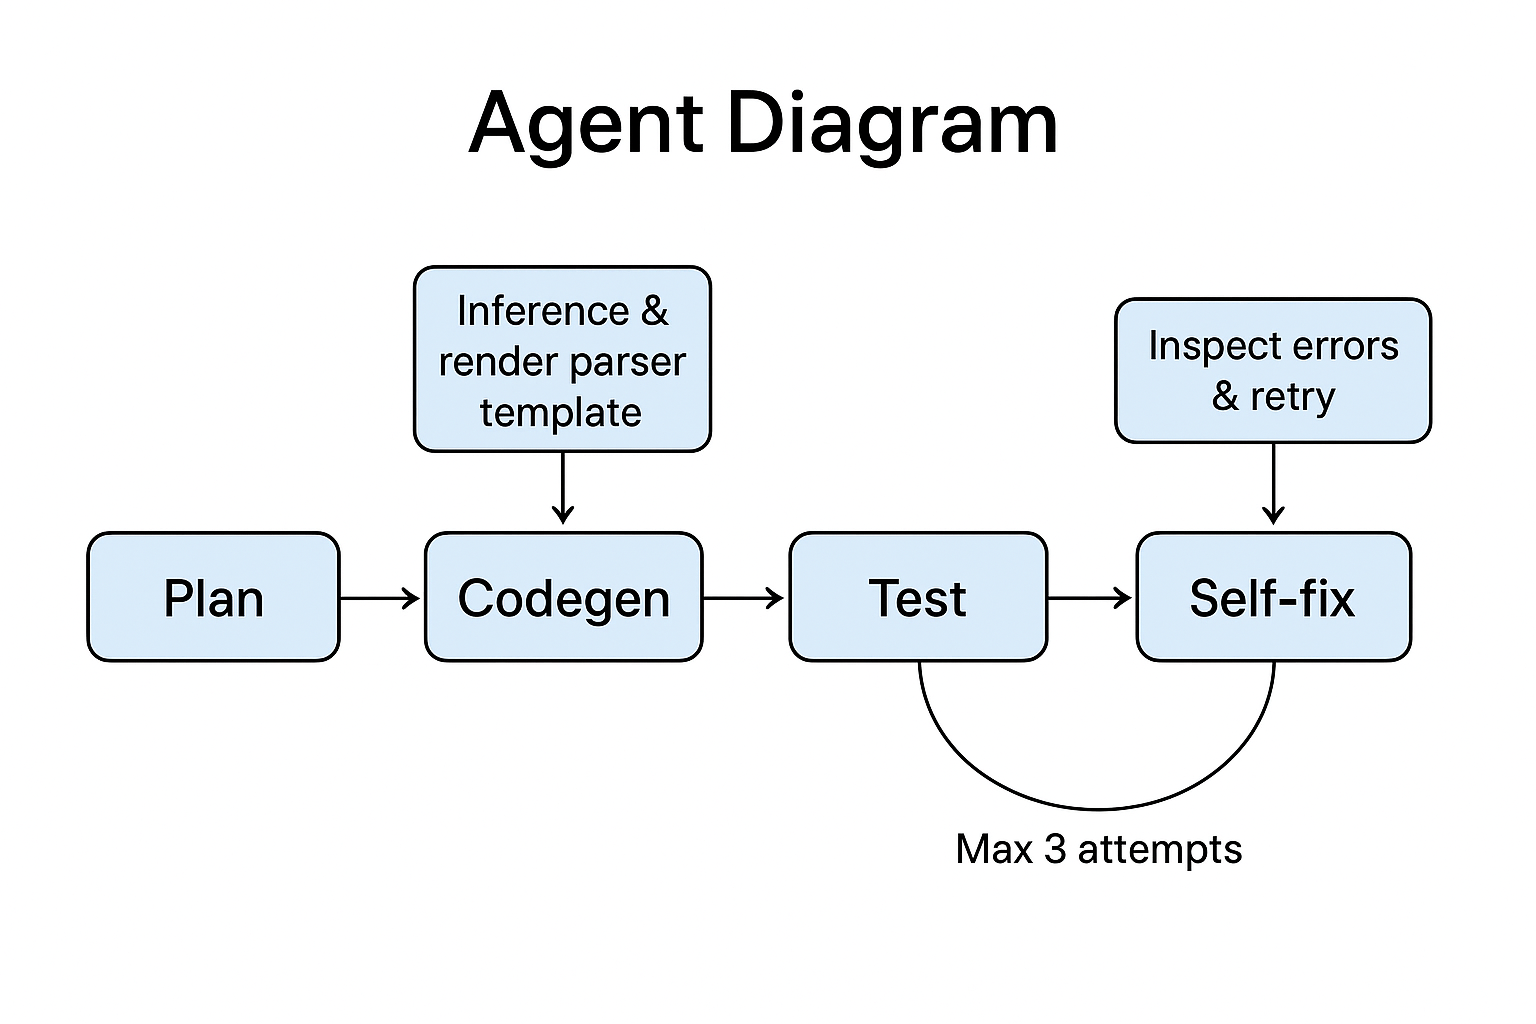 Agent Diagram
Inference &
render parser
template
Inspect errors
& retry
Plan
Codegen
Test
Self-fix
Max 3 attempts